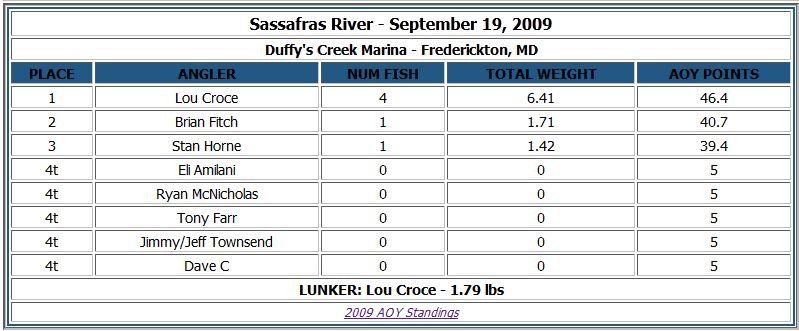 Sassafras River - September 19, 2009
Duffy's Creek Marina - Frederickton, MD
PLACE ANGLER NUM FISH TOTAL WEIGHT AOY POINTS
1 Lou Croce 4 6.41 46.4
2 Brian Fitch 1 1.71 40.7
3 Stan Horne 1 1.42 39.4
4t Eli Amilani 0 0 5
4t Ryan McNicholas 0 0 5
4t Tony Farr 0 0 5
4t Jimmy/Jeff Townsend 0 0 5
4t Dave C 0 0 5
LUNKER: Lou Croce - 1.79 lbs
2009 AOY Standings